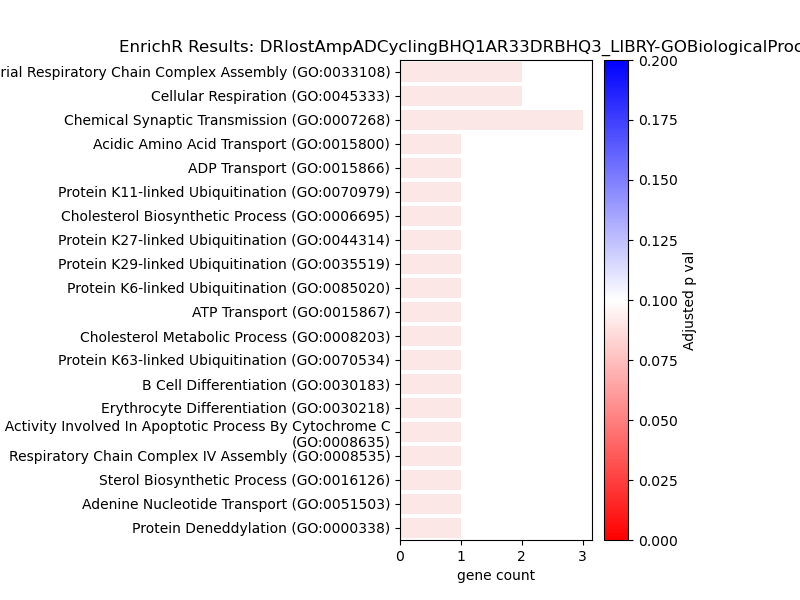 EnrichR Results: DRlostAmpADCyclingBHQ1AR33DRBHQ3_LIBRY-GOBiologicalProc
Respiratory Chain Complex Assembly (GO:0033108)
Cellular Respiration (GO:0045333)
Chemical Synaptic Transmission (GO:0007268)
Acidic Amino Acid Transport (GO:0015800)
ADP Transport (GO:0015866)
Protein K11-linked Ubiquitination (GO:0070979)
Cholesterol Biosynthetic Process (GO:0006695)
Protein K27-linked Ubiquitination (GO:0044314)
Protein K29-linked Ubiquitination (GO:0035519)
Protein K6-linked Ubiquitination (GO:0085020)
ATP Transport (GO:0015867)
Cholesterol Metabolic Process (GO:0008203)
Protein K63-linked Ubiquitination (GO:0070534)
B Cell Differentiation (GO:0030183)
Erythrocyte Differentiation (GO:0030218)
Activity Involved In Apoptotic Process By Cytochrome C
(GO:0008635)
Respiratory Chain Complex IV Assembly (GO:0008535)
Sterol Biosynthetic Process (GO:0016126)
Adenine Nucleotide Transport (GO:0051503)
Protein Deneddylation (GO:0000338)
0 1 2 3
gene count
0.200
0.175
0.150
0.125
0.100
0.075
0.050
0.025
0.000
Adjusted p val